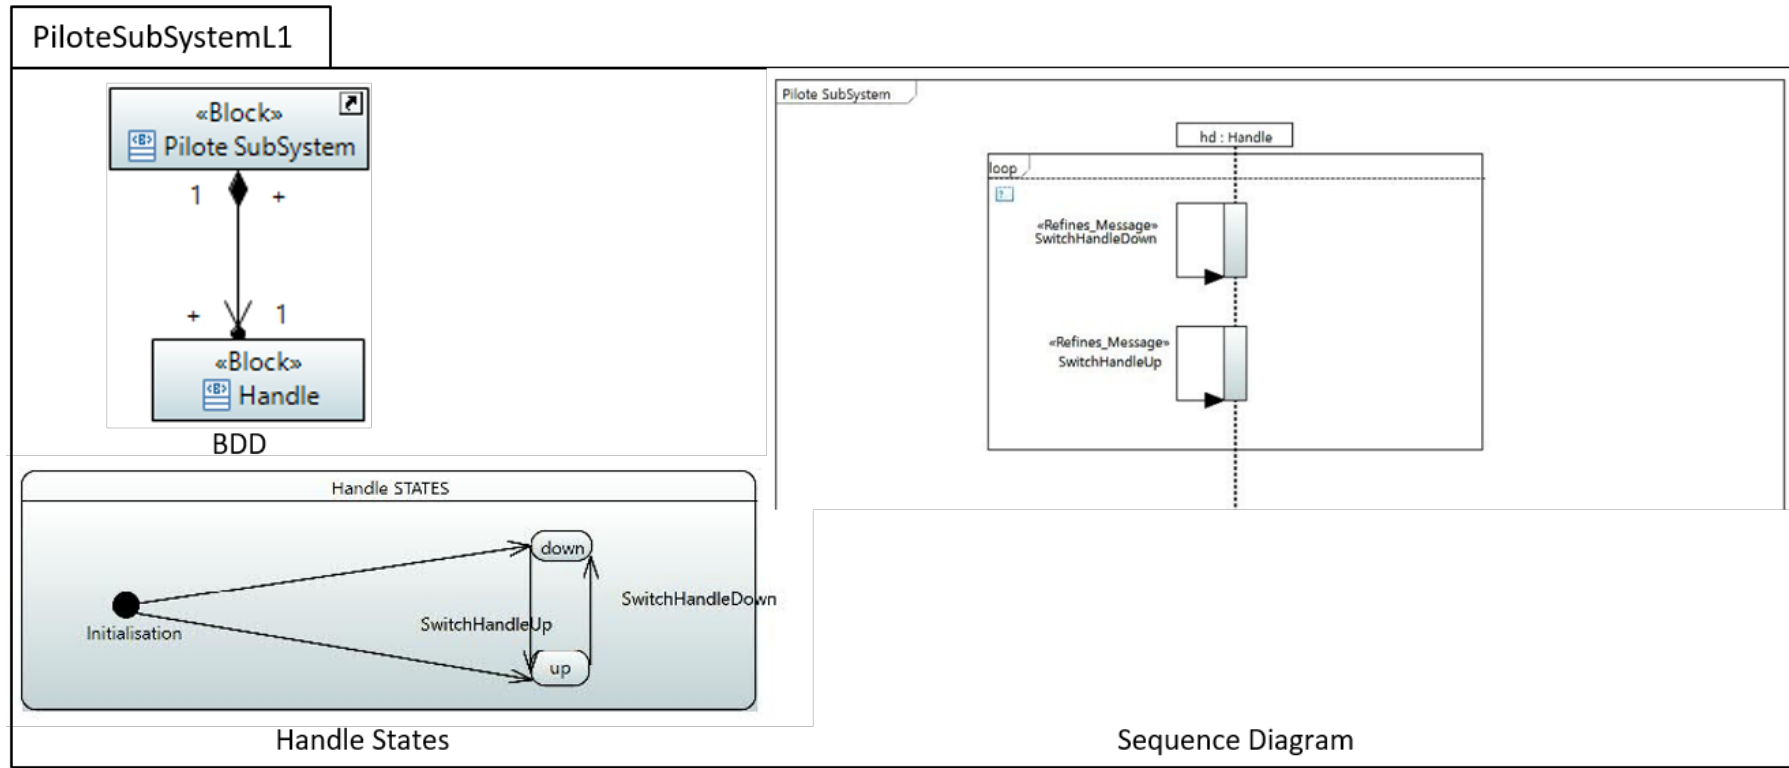 PiloteSubSystemL1
«Block»
<B> Pilote SubSystem
1 +
+ 1
«Block»
<B> Handle
BDD
Pilote SubSystem
hd : Handle
loop
?
«Refines_Message»
SwitchHandleDown
«Refines_Message»
SwitchHandleUp
Handle STATES
down
SwitchHandleDown
SwitchHandleUp
Initialisation
up
Handle States
Sequence Diagram